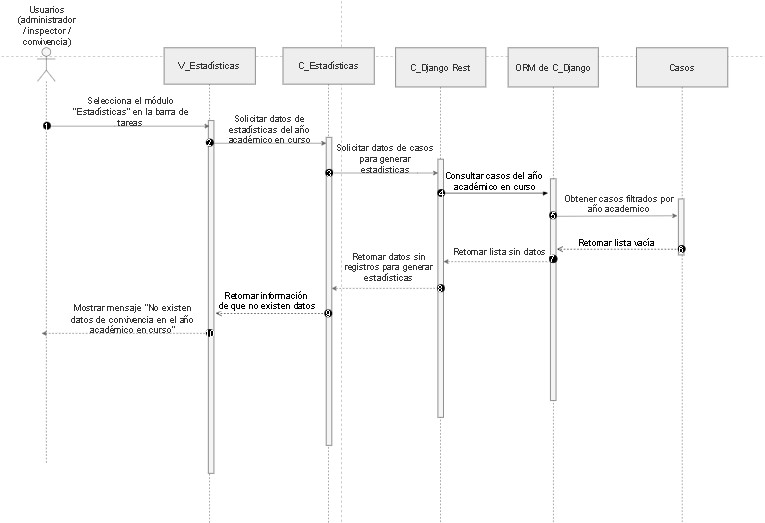 Usuarios
(administrador
/ inspector /
convivencia)
V_Estadísticas
C_Estadísticas
C_Django Rest
ORM de C_Django
Casos
Selecciona el módulo
"Estadísticas" en la barra de
tareas
1
Solicitar datos de
estadísticas del año
académico en curso
2
Solicitar datos de casos
para generar
estadísticas
3
Consultar casos del año
académico en curso
4
Obtener casos filtrados por
año academico
5
Retornar lista vacía
6
Retornar lista sin datos
7
Retornar datos sin
registros para generar
estadísticas
8
Retornar información
de que no existen datos
9
Mostrar mensaje "No existen
datos de convivencia en el año
académico en curso"
10